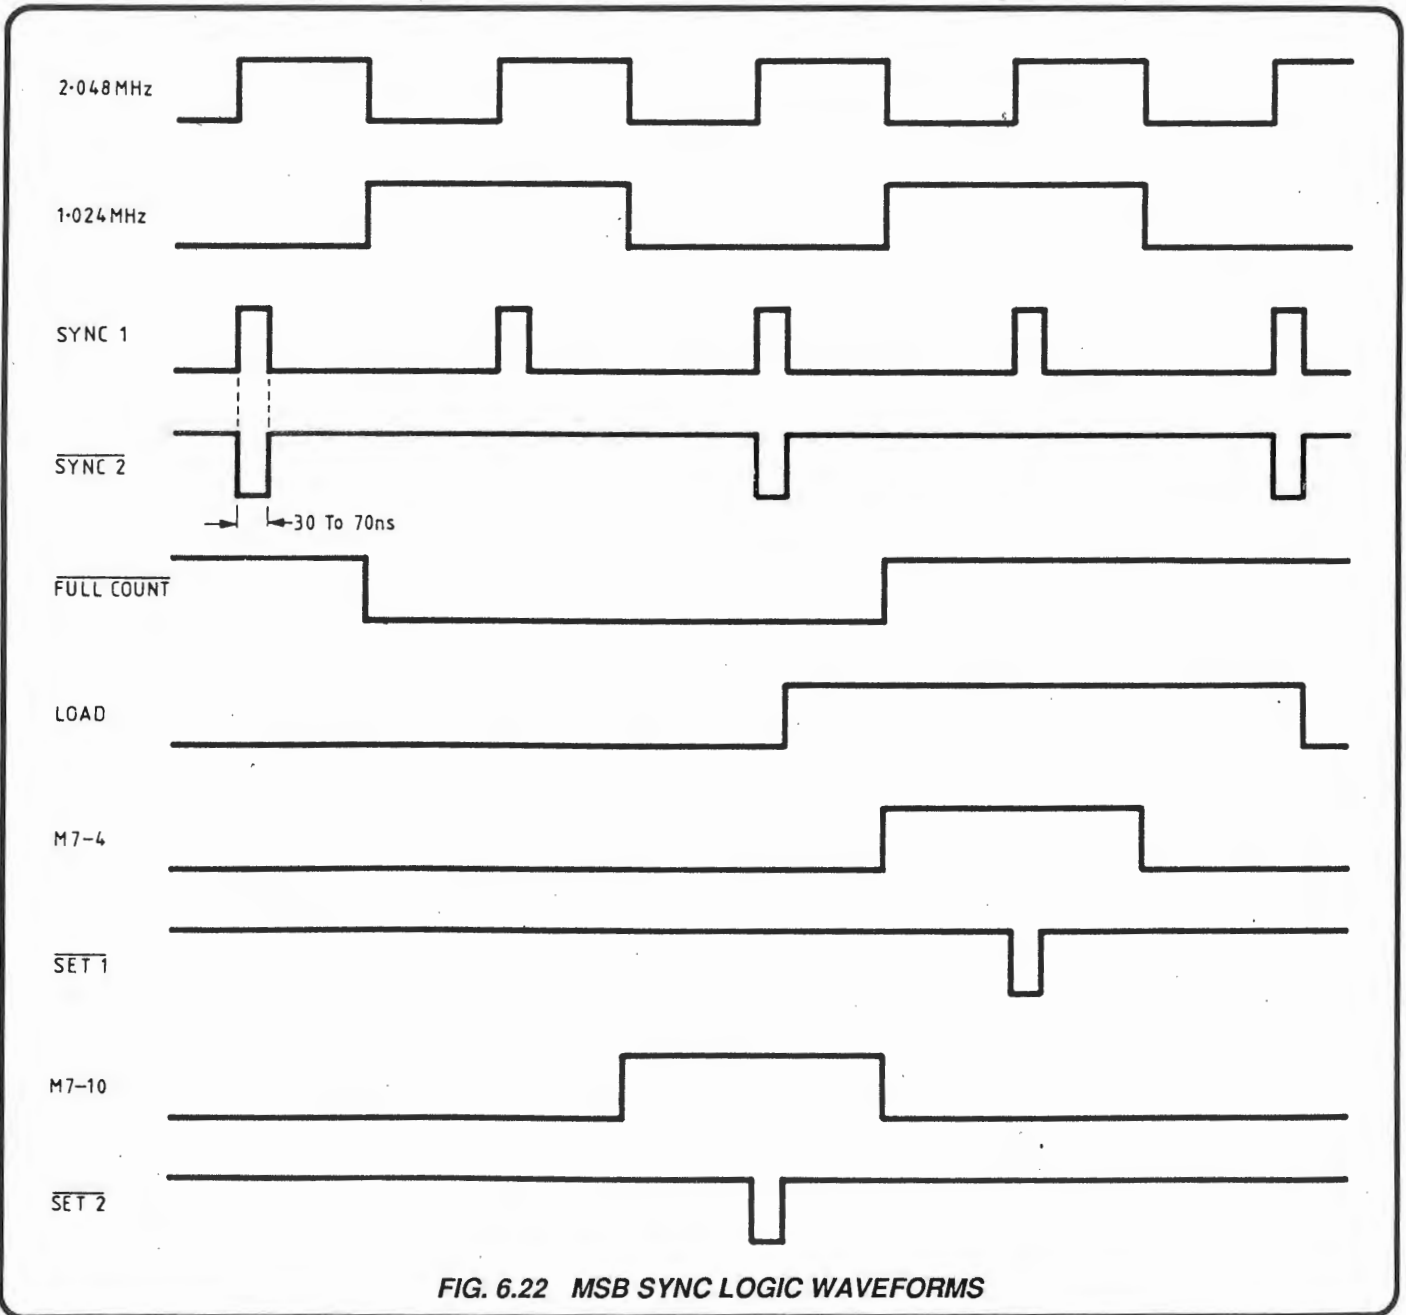 2·048MHz
1·024MHz
SYNC 1
SYNC 2
30 To 70ns
FULL COUNT
LOAD
M7-4
SET 1
M7-10
SET 2
FIG. 6.22 MSB SYNC LOGIC WAVEFORMS